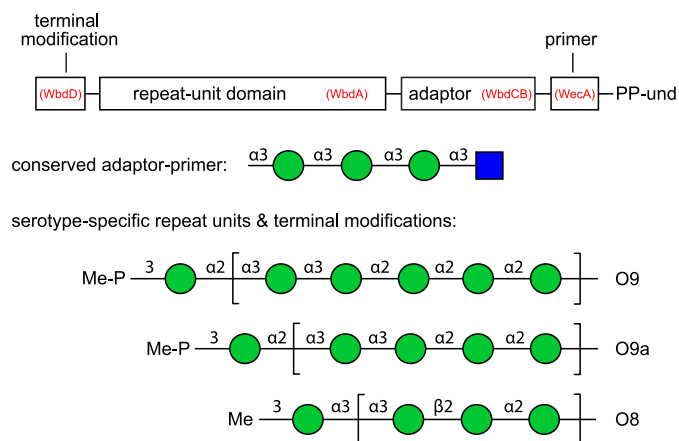 terminal
modification
primer
(WbdD) repeat-unit domain (WbdA) adaptor (WbdCB) (WecA) PP-und
conserved adaptor-primer: α3 α3 α3 α3
serotype-specific repeat units & terminal modifications:
Me-P 3 α2 [ α3 α3 α2 α2 α2 ] O9
Me-P 3 α2 [ α3 α3 α2 α2 ] O9a
Me 3 α3 [ α3 β2 α2 ] O8